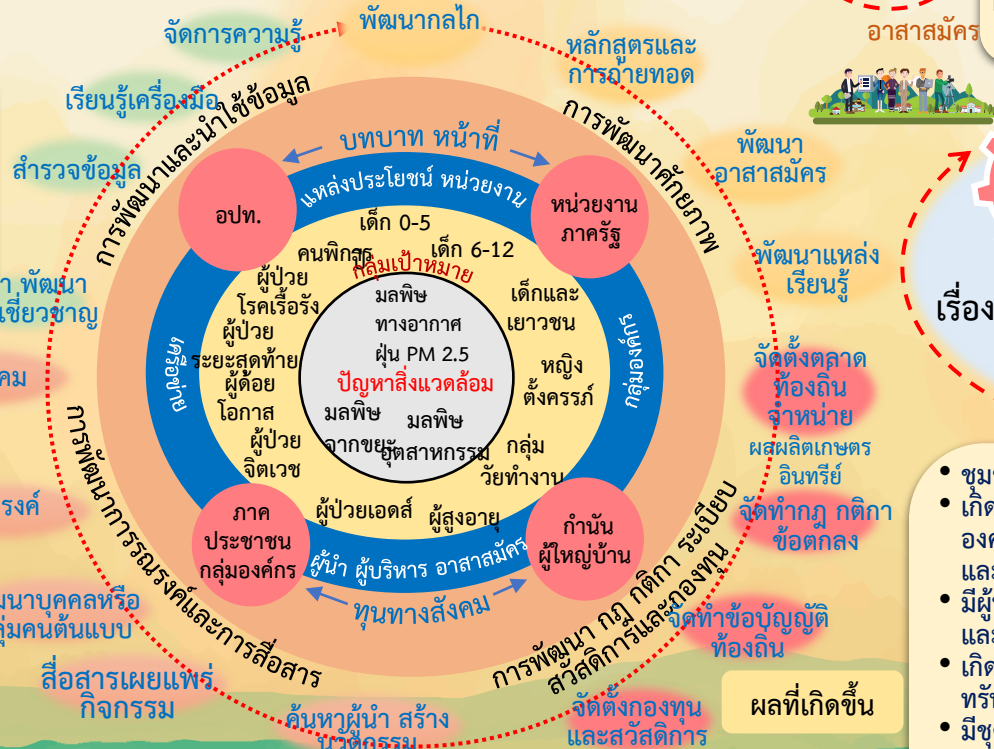 พัฒนากลไก
จัดการความรู้
หลักสูตรและ
การถ่ายทอด
อาสาสมัคร
เรียนรู้เครื่องมือ
การพัฒนาและนำใช้ข้อมูล
การพัฒนาศักยภาพ
บทบาท หน้าที่
พัฒนา
อาสาสมัคร
สำรวจข้อมูล
แหล่งประโยชน์ หน่วยงาน
อปท.
หน่วยงาน
ภาครัฐ
เด็ก 0-5
คนพิการ
เด็ก 6-12
กลุ่มเป้าหมาย
พัฒนาแหล่ง
เรียนรู้
พัฒนา
เชี่ยวชาญ
ผู้ป่วย
โรคเรื้อรัง
มลพิษ
ทางอากาศ
ฝุ่น PM 2.5
เด็กและ
เยาวชน
เรื่อง
ผู้ป่วย
ระยะสุดท้าย
เครือข่าย
กลุ่มองค์กร
ปัญหาสิ่งแวดล้อม
หญิง
ตั้งครรภ์
จัดตั้งตลาด
ท้องถิ่น
จำหน่าย
ผลผลิตเกษตร
อินทรีย์
ผู้ด้อย
โอกาส
มลพิษ
จากขยะ
มลพิษ
อุตสาหกรรม
กลุ่ม
วัยทำงาน
ผู้ป่วย
จิตเวช
ผู้ป่วยเอดส์
ผู้สูงอายุ
ภาค
ประชาชน
กลุ่มองค์กร
กำนัน
ผู้ใหญ่บ้าน
จัดทำกฎ กติกา
ข้อตกลง
ผู้นำ ผู้บริหาร อาสาสมัคร
ทุนทางสังคม
การพัฒนาการรณรงค์และการสื่อสาร
การพัฒนา กฎ กติกา ระเบียบ
สวัสดิการและกองทุน
จัดทำข้อบัญญัติ
ท้องถิ่น
สื่อสารเผยแพร่
กิจกรรม
ค้นหาผู้นำ สร้าง
นวัตกรรม
จัดตั้งกองทุน
และสวัสดิการ
ผลที่เกิดขึ้น